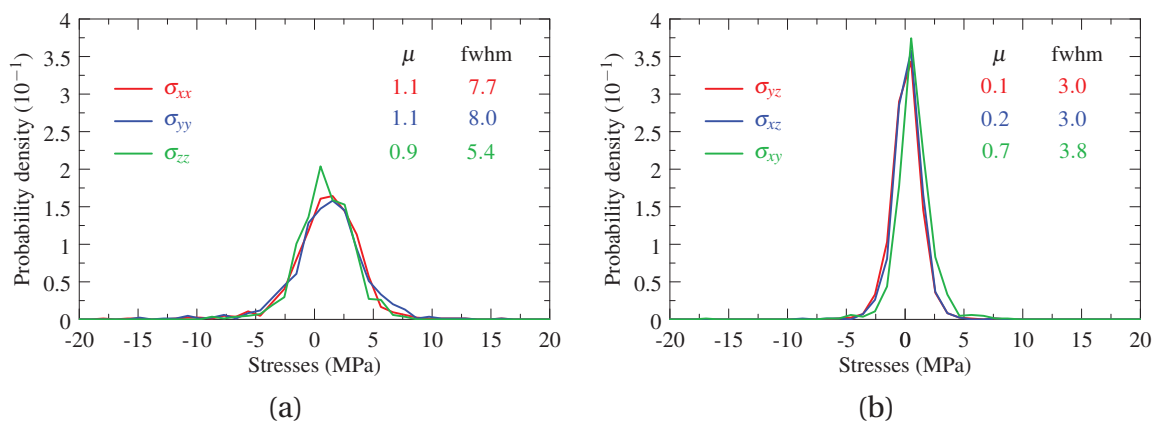 4
3.5
3
2.5
2
1.5
1
0.5
0
Probability density (10⁻¹)
μ fwhm
σxx 1.1 7.7
σyy 1.1 8.0
σzz 0.9 5.4
-20 -15 -10 -5 0 5 10 15 20
Stresses (MPa)
(a)
4
3.5
3
2.5
2
1.5
1
0.5
0
Probability density (10⁻¹)
μ fwhm
σyz 0.1 3.0
σxz 0.2 3.0
σxy 0.7 3.8
-20 -15 -10 -5 0 5 10 15 20
Stresses (MPa)
(b)